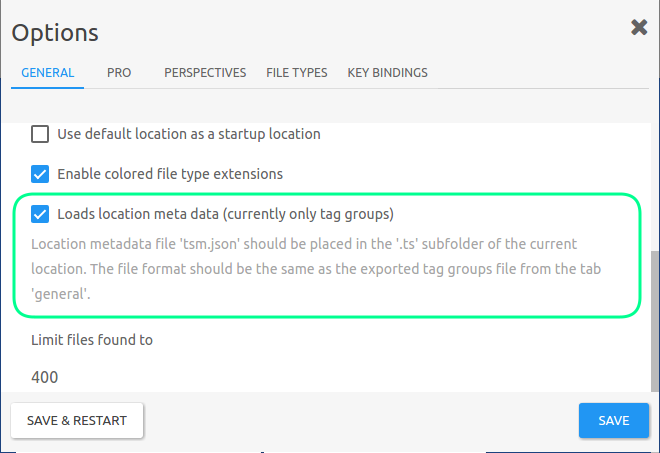 Options
GENERAL PRO PERSPECTIVES FILE TYPES KEY BINDINGS
Use default location as a startup location
Enable colored file type extensions
Loads location meta data (currently only tag groups)
Location metadata file 'tsm.json' should be placed in the '.ts' subfolder of the current
location. The file format should be the same as the exported tag groups file from the tab
'general'.
Limit files found to
400
SAVE & RESTART SAVE